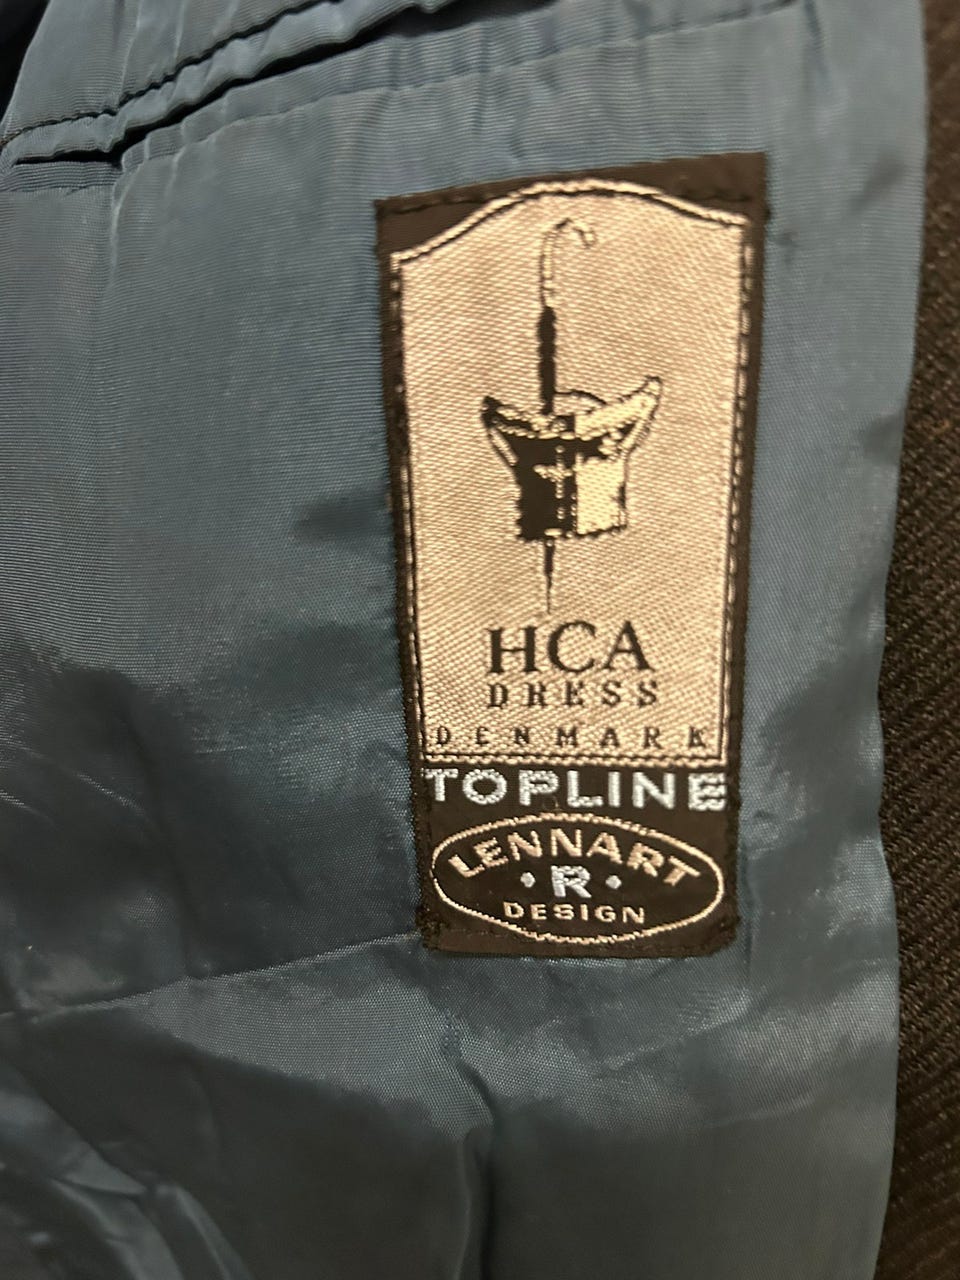 HCA
DRESS
DENMARK
TOPLINE
LENNART
• R •
DESIGN